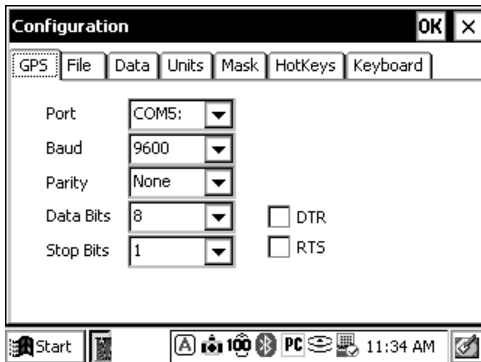 Configuration OK ×
GPS File Data Units Mask HotKeys Keyboard
Port COM5:
Baud 9600
Parity None
Data Bits 8 DTR
Stop Bits 1 RTS
Start A 100 PC 11:34 AM